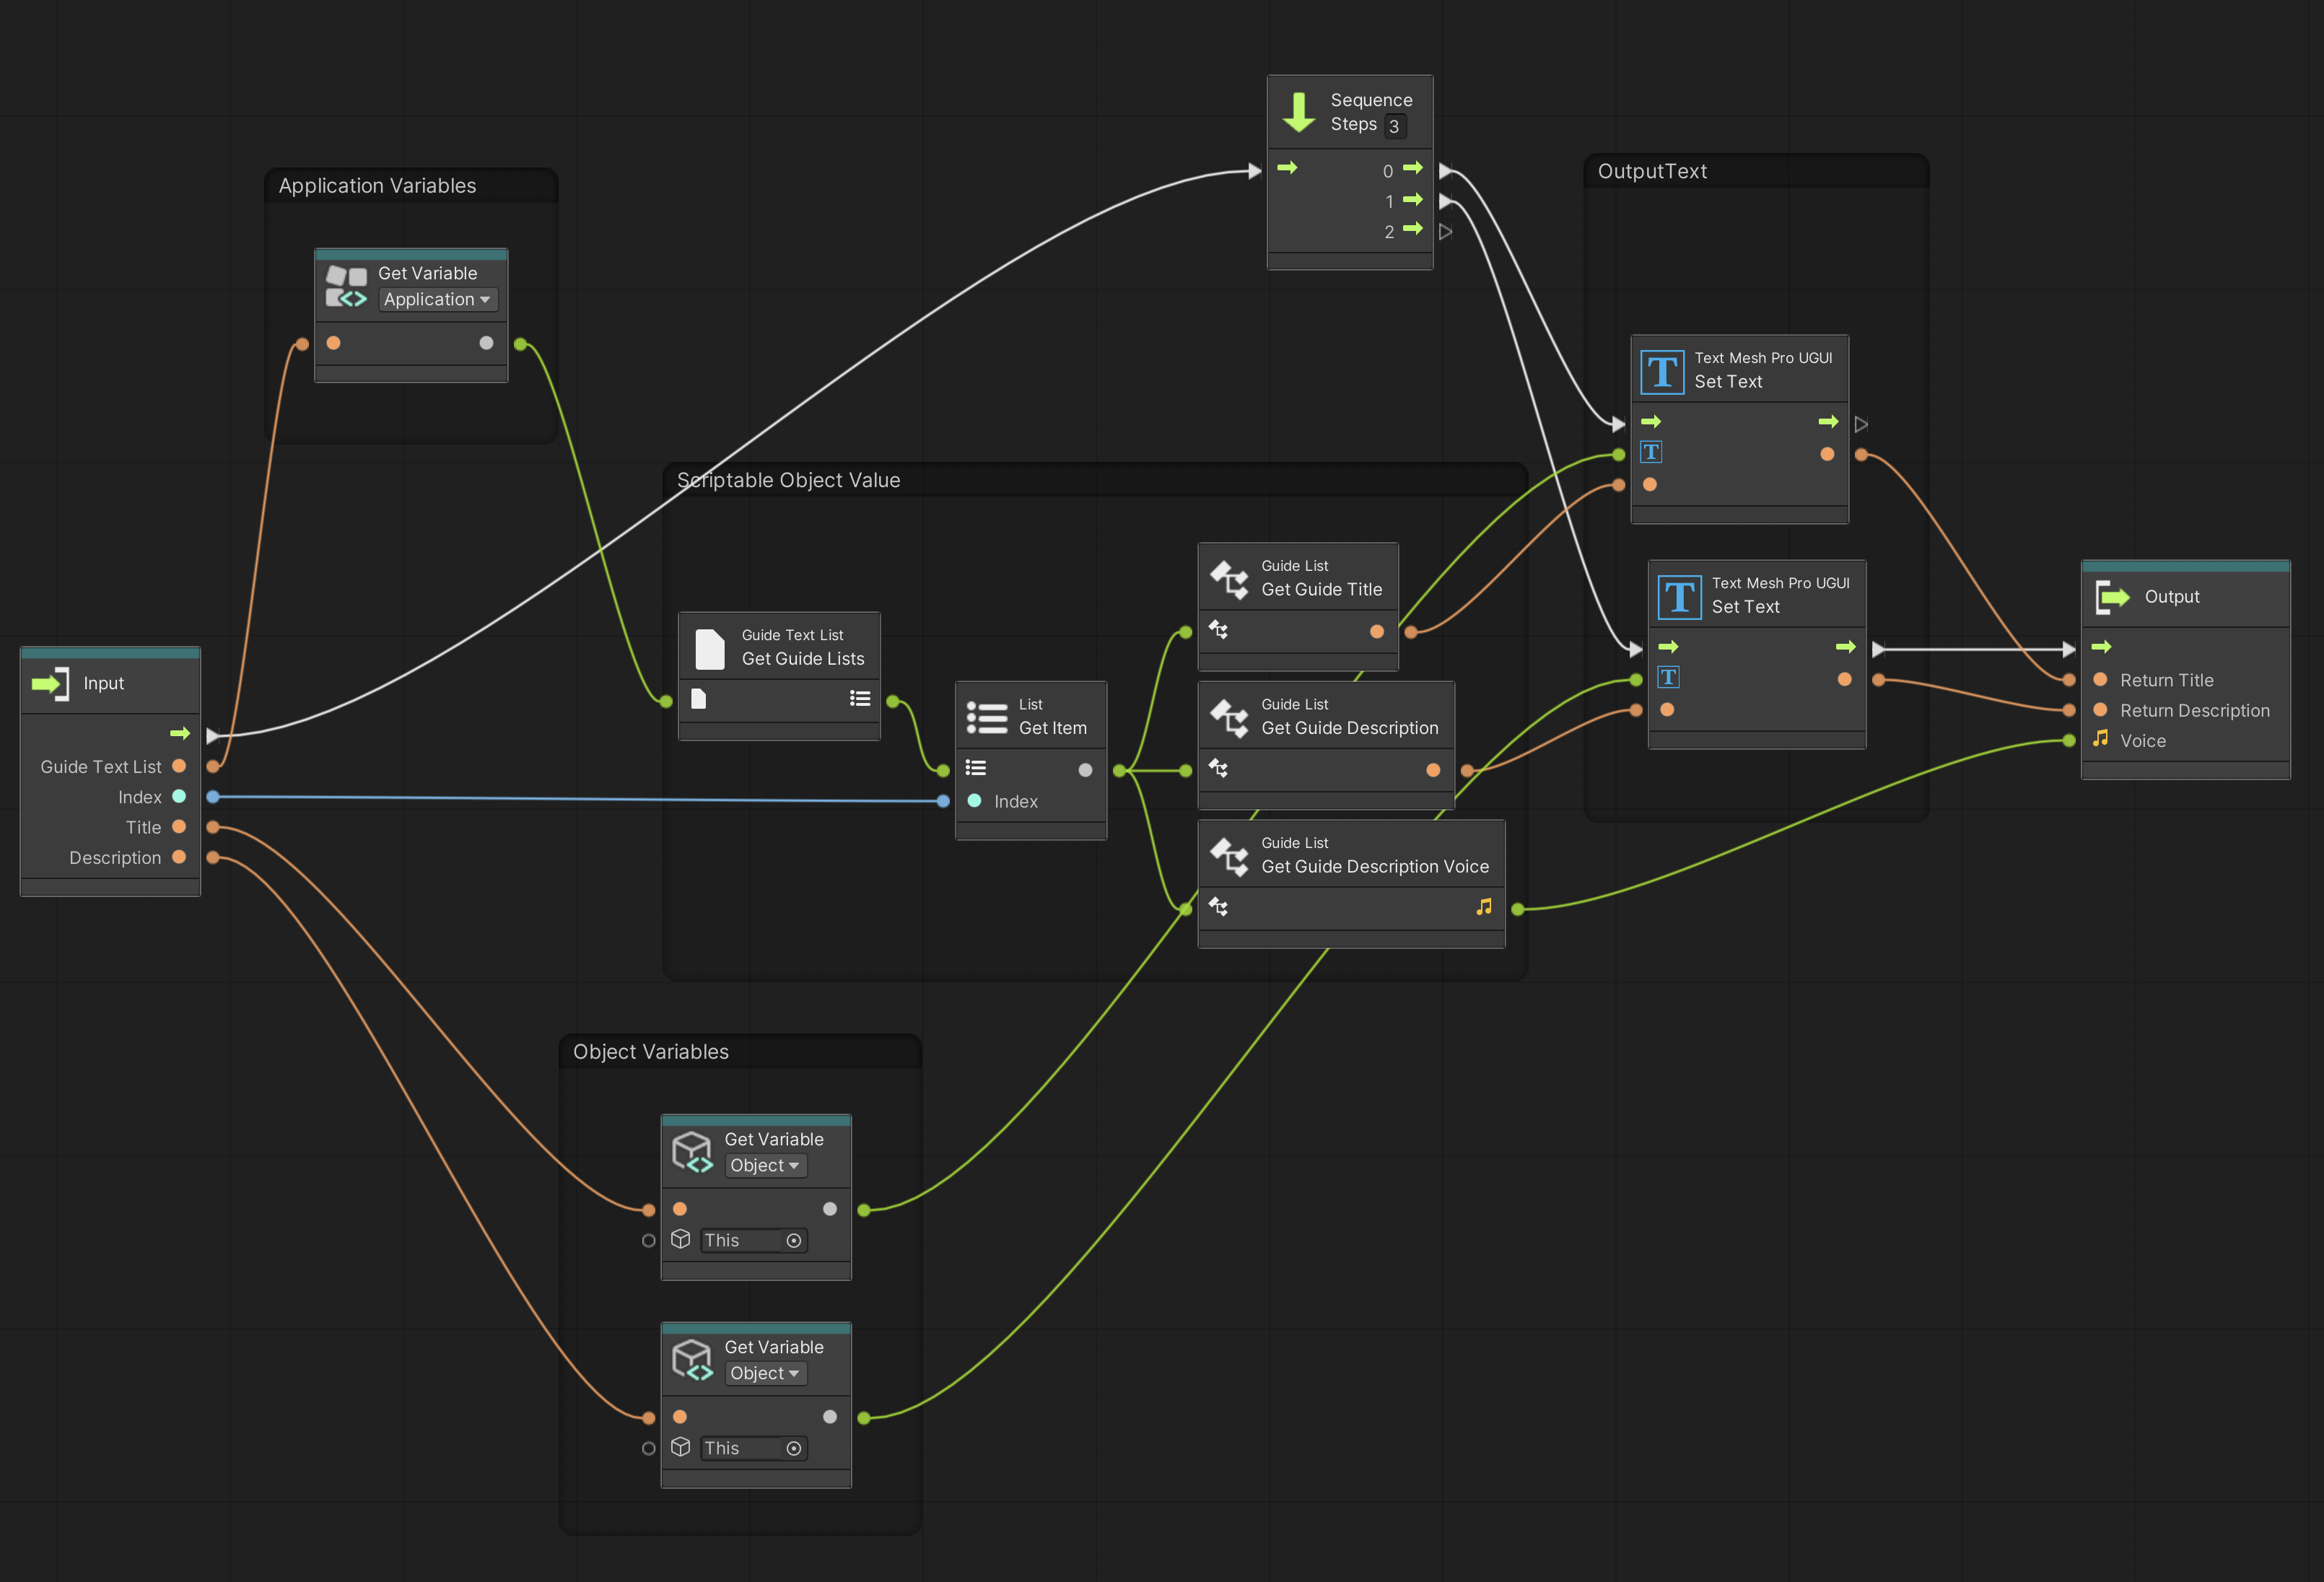 Sequence
Steps 3
0
1
2
Application Variables
Get Variable
Application
OutputText
Text Mesh Pro UGUI
Set Text
Scriptable Object Value
Guide List
Get Guide Title
Text Mesh Pro UGUI
Set Text
Output
Return Title
Return Description
Voice
Guide Text List
Get Guide Lists
Input
Guide Text List
Index
Title
Description
List
Get Item
Index
Guide List
Get Guide Description
Guide List
Get Guide Description Voice
Object Variables
Get Variable
Object
This
Get Variable
Object
This